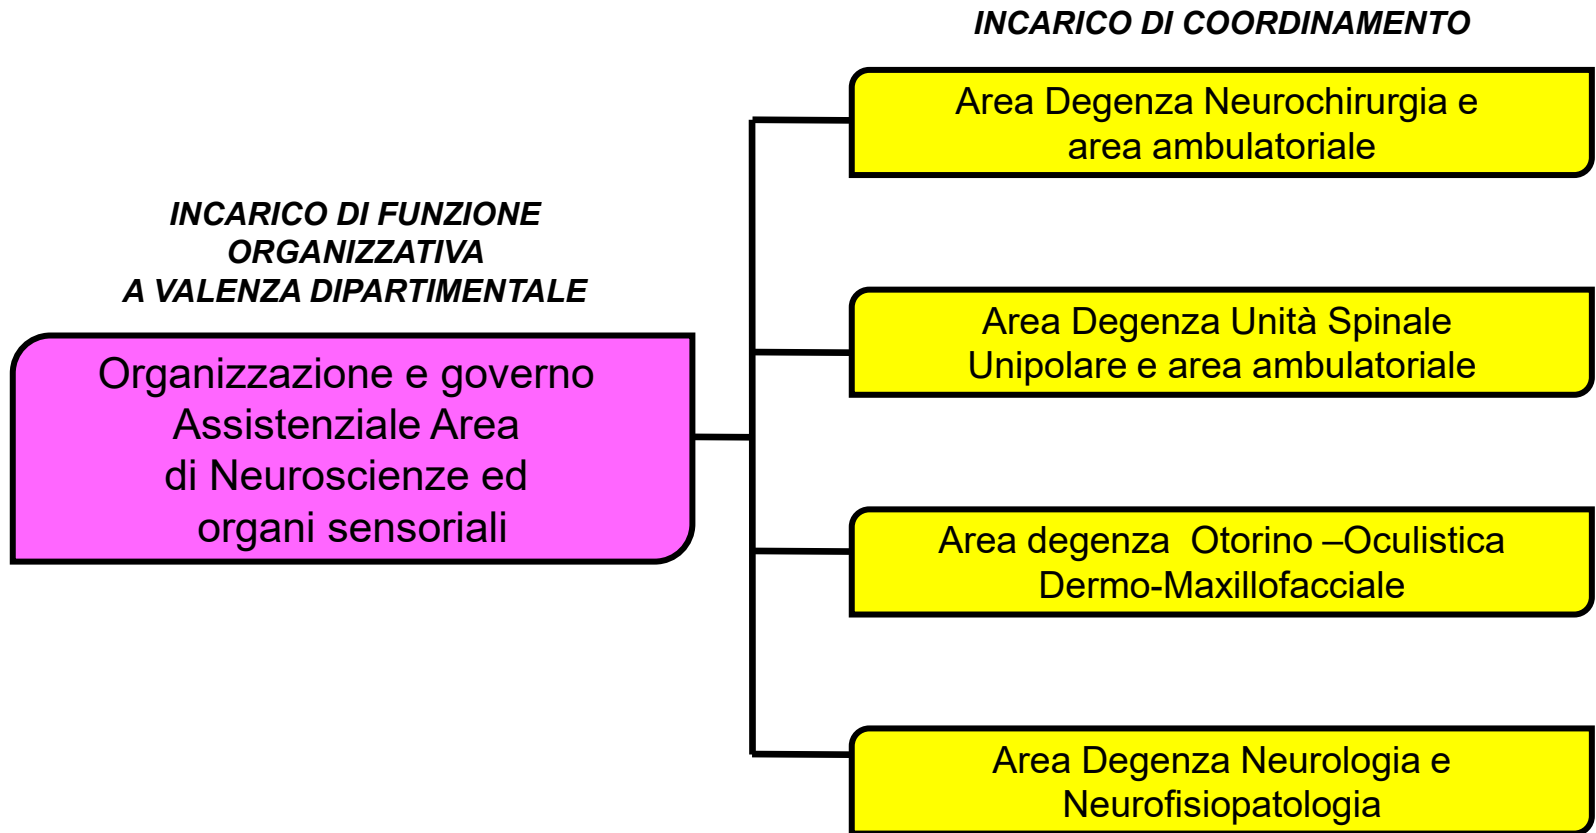 INCARICO DI COORDINAMENTO
Area Degenza Neurochirurgia e
area ambulatoriale
INCARICO DI FUNZIONE
ORGANIZZATIVA
A VALENZA DIPARTIMENTALE
Organizzazione e governo
Assistenziale Area
di Neuroscienze ed
organi sensoriali
Area Degenza Unità Spinale
Unipolare e area ambulatoriale
Area degenza  Otorino –Oculistica
Dermo-Maxillofacciale
Area Degenza Neurologia e
Neurofisiopatologia